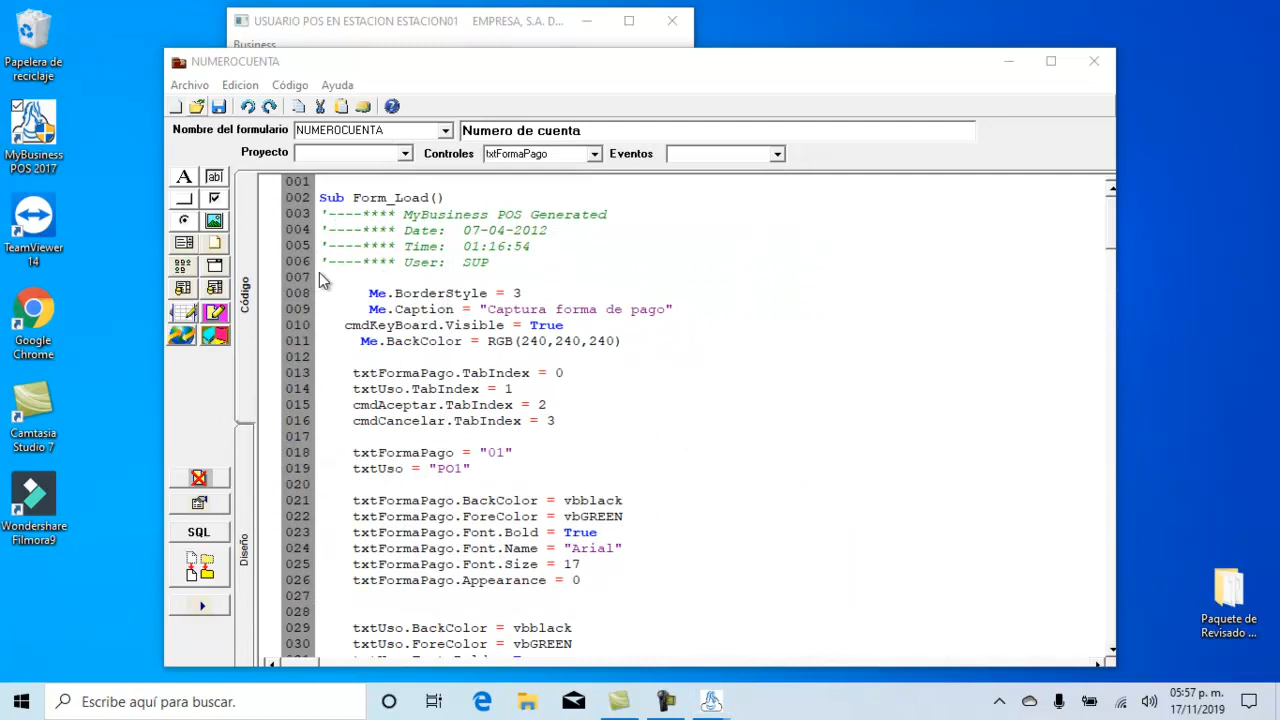 Papelera de
reciclaje
MyBusiness
POS 2017
TeamViewer
14
Google
Chrome
Camtasia
Studio 7
Wondershare
Filmora9
USUARIO POS EN ESTACION ESTACION01 EMPRESA, S.A. D...
Business
NUMEROCUENTA
Archivo Edicion Código Ayuda
Nombre del formulario NUMEROCUENTA Numero de cuenta
Proyecto Controles txtFormaPago Eventos
A ab
Código
Diseño
SQL
001
002 Sub Form_Load()
003 '----**** MyBusiness POS Generated
004 '----**** Date: 07-04-2012
005 '----**** Time: 01:16:54
006 '----**** User: SUP
007
008 Me.BorderStyle = 3
009 Me.Caption = "Captura forma de pago"
010 cmdKeyBoard.Visible = True
011 Me.BackColor = RGB(240,240,240)
012
013 txtFormaPago.TabIndex = 0
014 txtUso.TabIndex = 1
015 cmdAceptar.TabIndex = 2
016 cmdCancelar.TabIndex = 3
017
018 txtFormaPago = "01"
019 txtUso = "PO1"
020
021 txtFormaPago.BackColor = vbblack
022 txtFormaPago.ForeColor = vbGREEN
023 txtFormaPago.Font.Bold = True
024 txtFormaPago.Font.Name = "Arial"
025 txtFormaPago.Font.Size = 17
026 txtFormaPago.Appearance = 0
027
028
029 txtUso.BackColor = vbblack
030 txtUso.ForeColor = vbGREEN
Paquete de
Revisado ...
Escribe aquí para buscar.
05:57 p. m.
17/11/2019